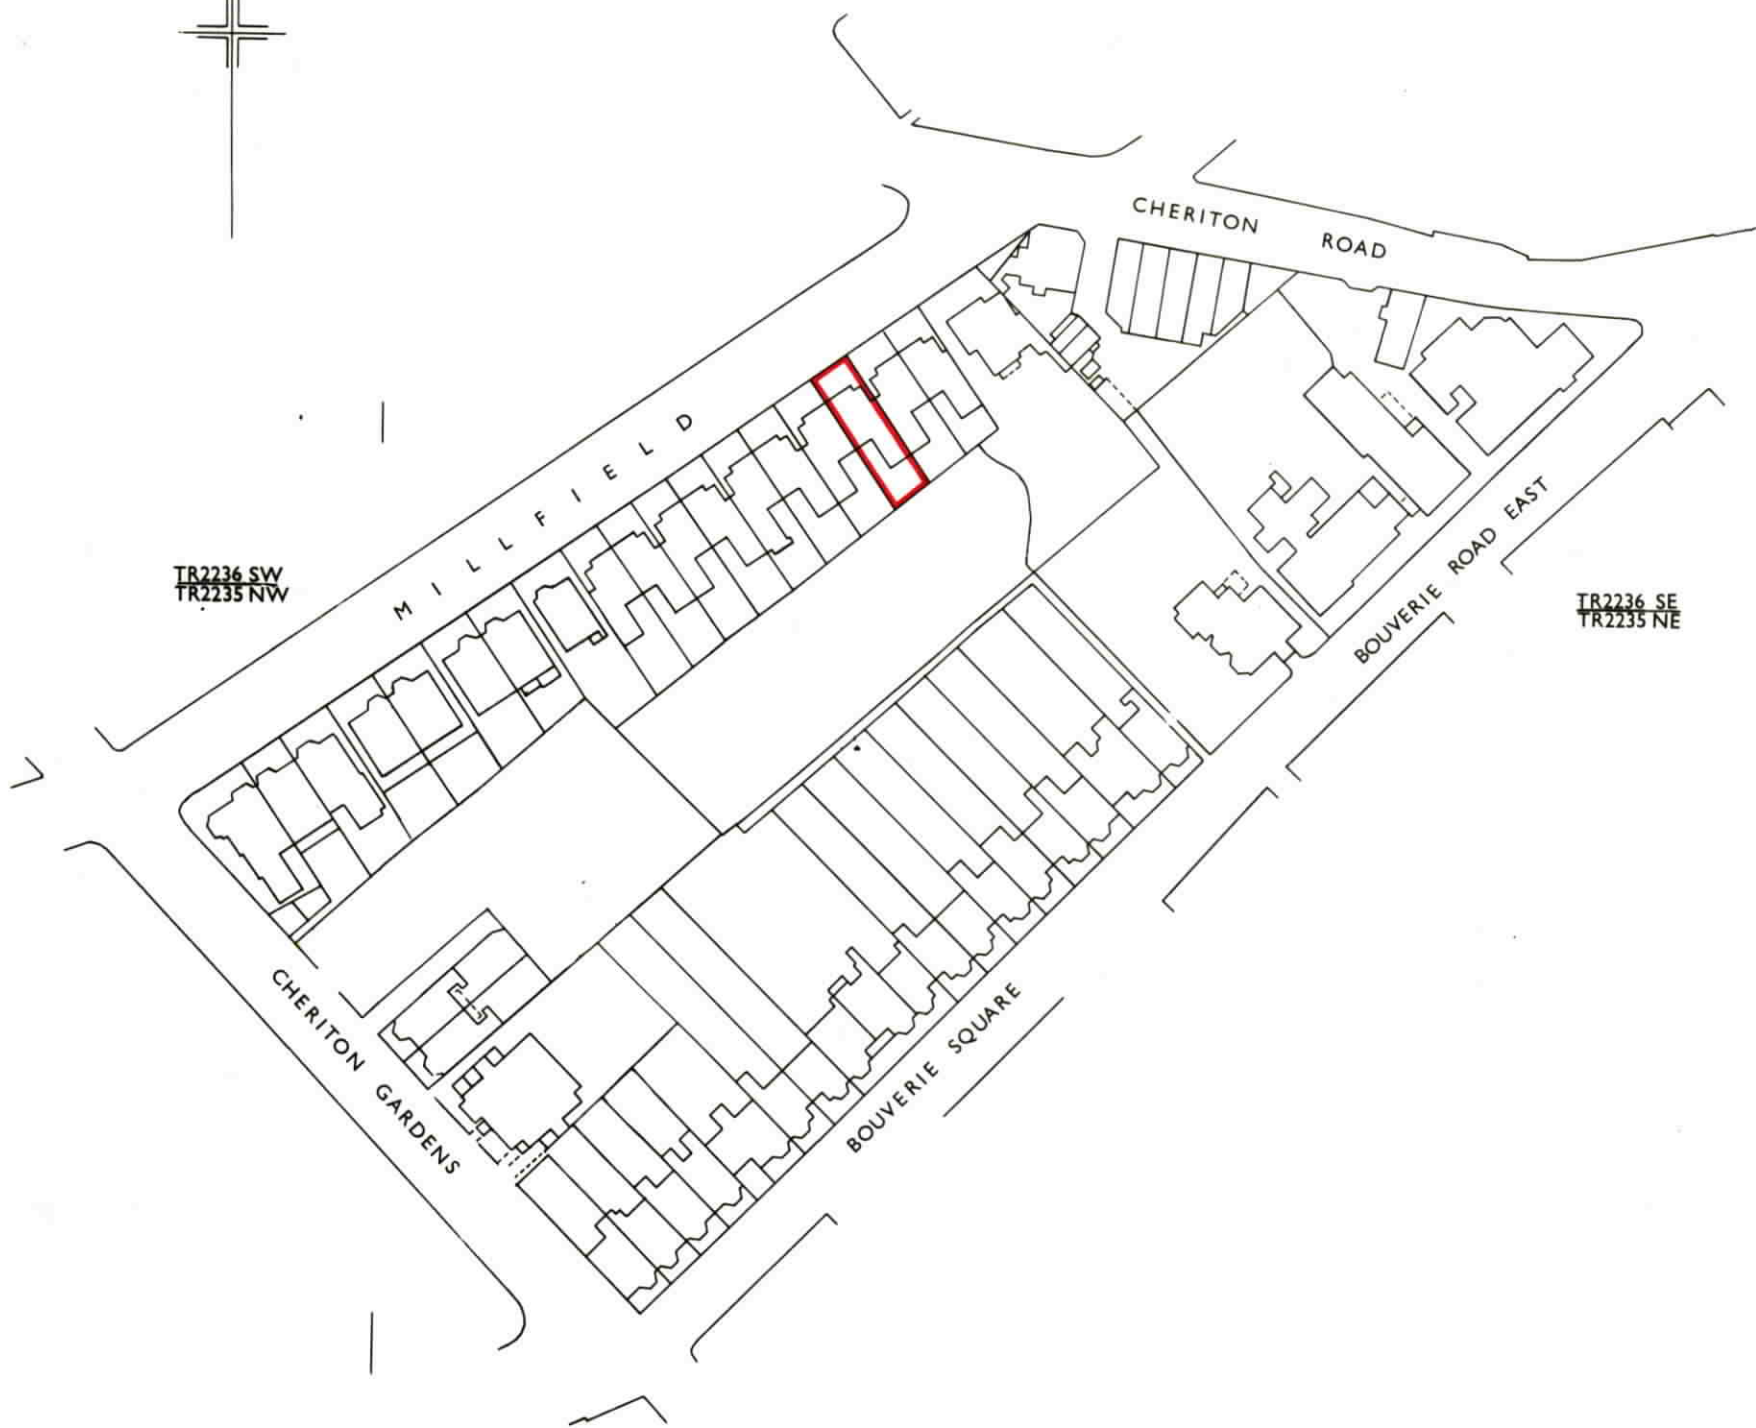 CHERITON ROAD
MILLFIELD
TR2236 SW
TR2235 NW
BOUVERIE ROAD EAST
TR2236 SE
TR2235 NE
CHERITON GARDENS
BOUVERIE SQUARE